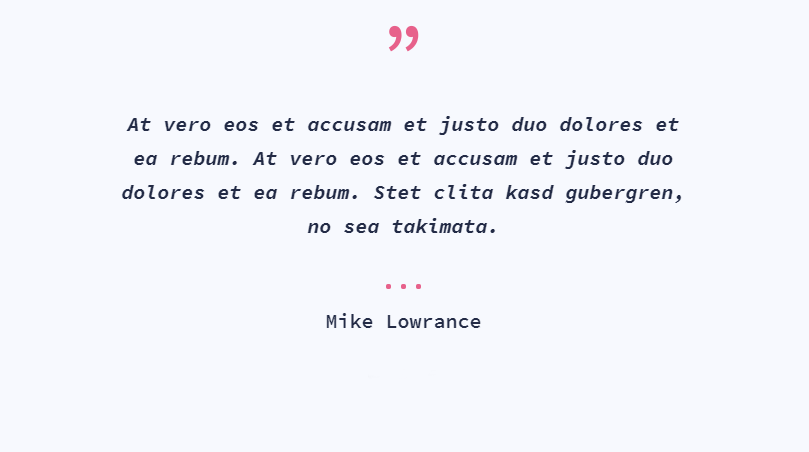 ”
At vero eos et accusam et justo duo dolores et
ea rebum. At vero eos et accusam et justo duo
dolores et ea rebum. Stet clita kasd gubergren,
no sea takimata.
...
Mike Lowrance